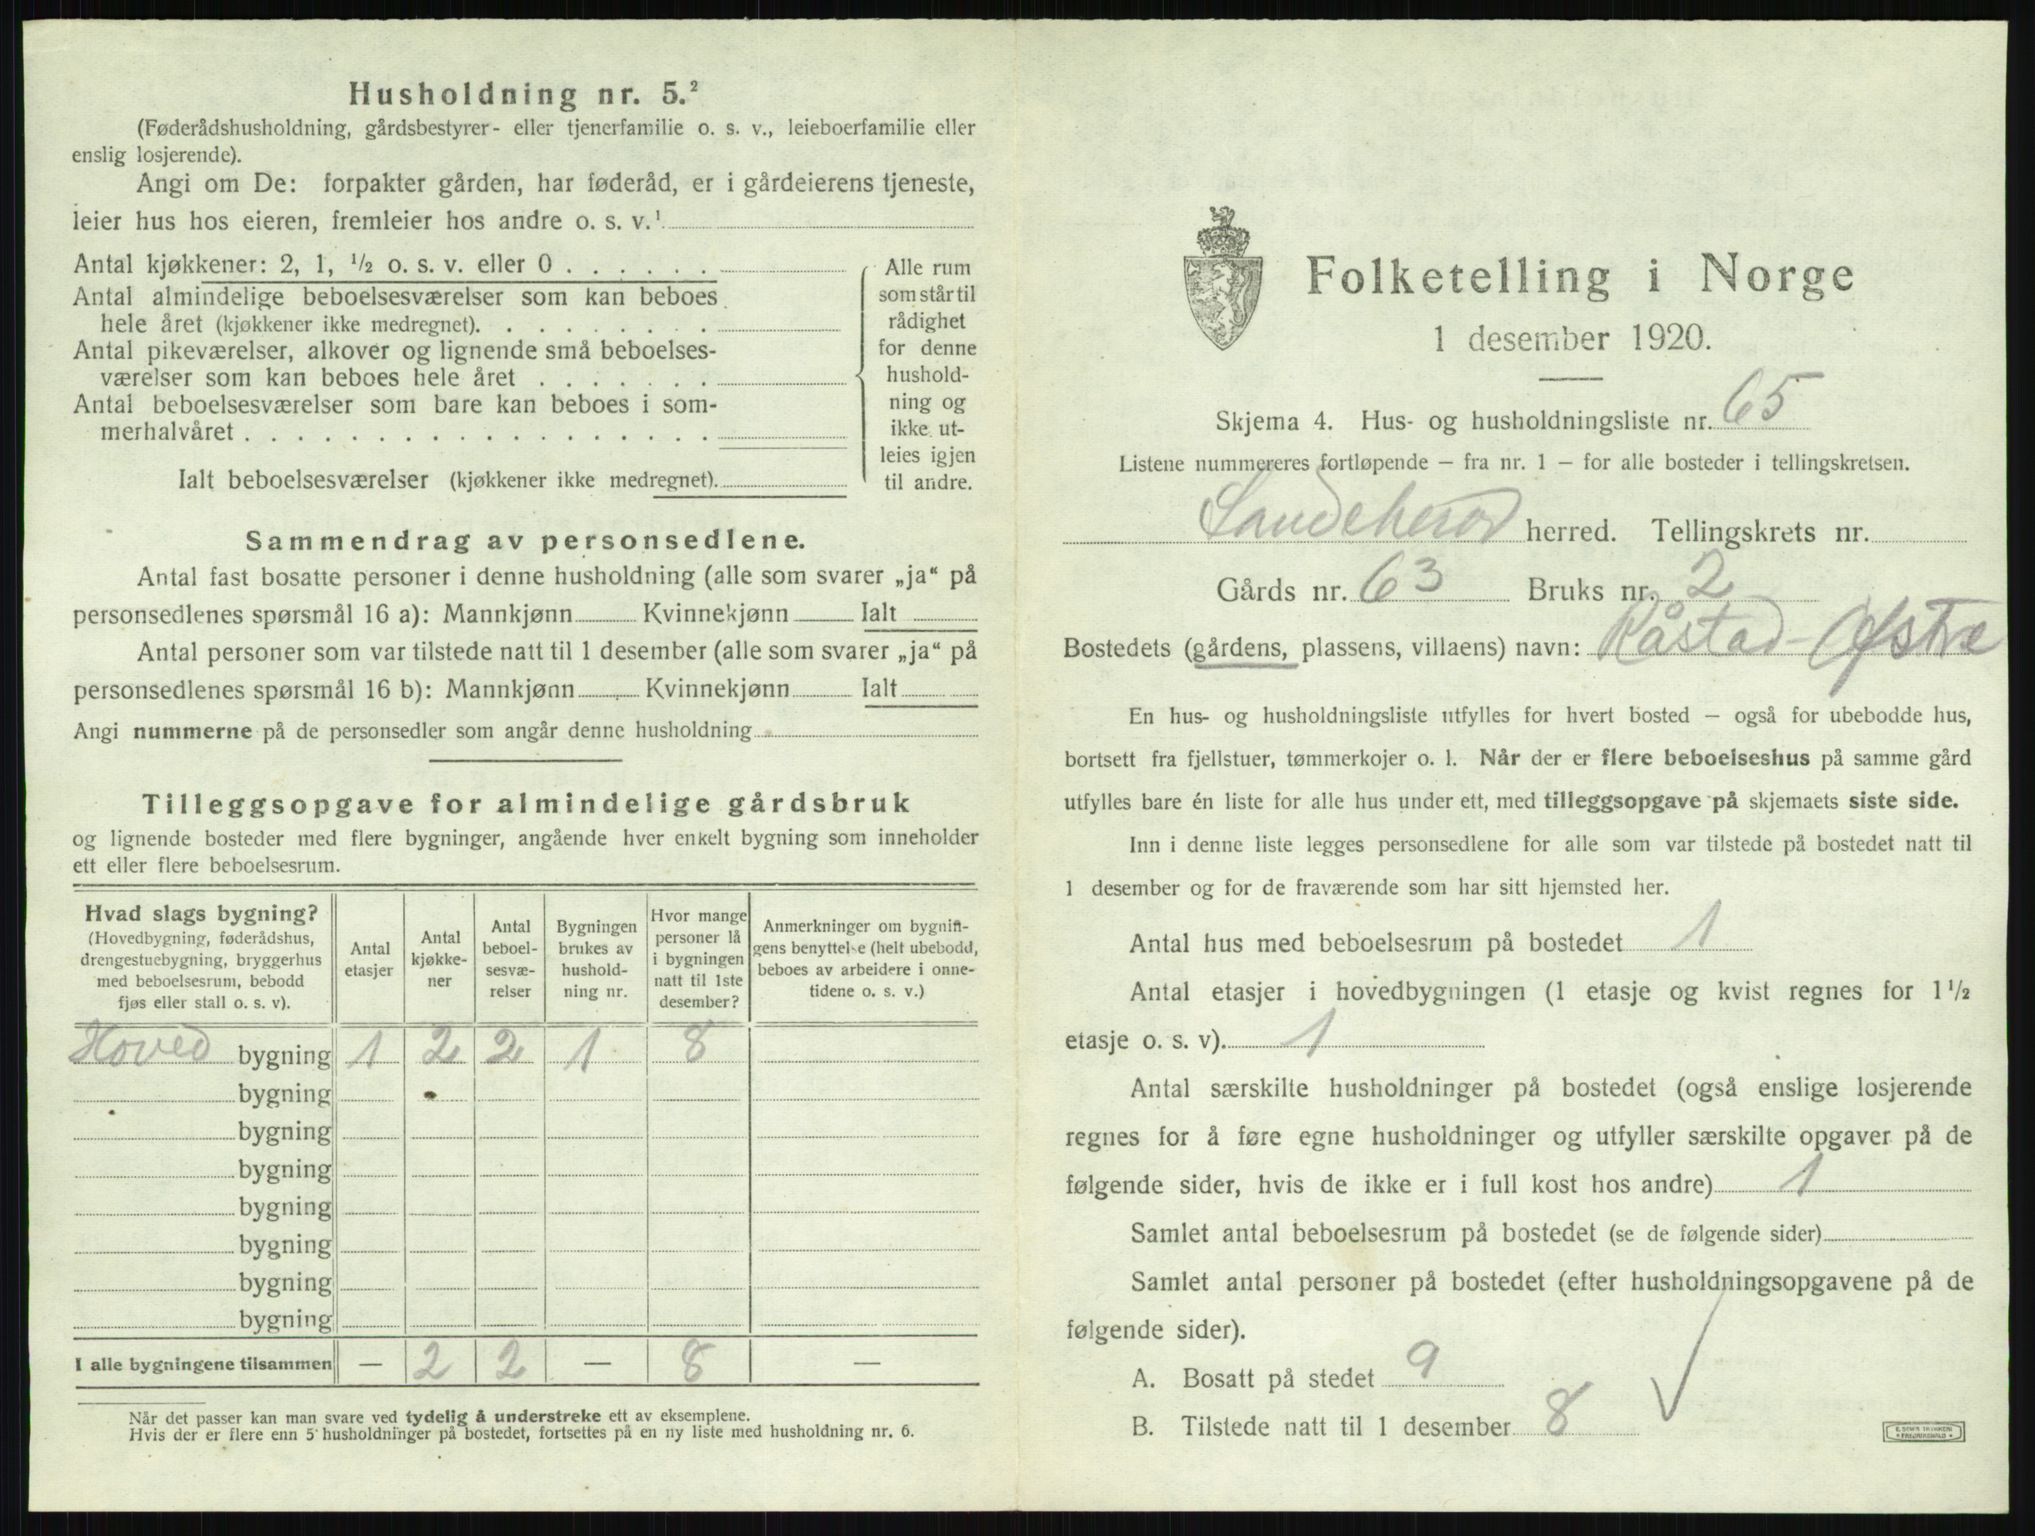 Husholdning nr. 5.²
(Føderådshusholdning, gårdsbestyrer- eller tjenerfamilie o. s. v., leieboerfamilie eller
enslig losjerende).
Angi om De: forpakter gården, har føderåd, er i gårdeierens tjeneste,
leier hus hos eieren, fremleier hos andre o. s. v.¹
Antal kjøkkener: 2, 1, ½ o. s. v. eller 0 . . . . . .
Antal almindelige beboelsesværelser som kan beboes
hele året (kjøkkener ikke medregnet). . . . . . . . .
Antal pikeværelser, alkover og lignende små beboelses-
værelser som kan beboes hele året . . . . . . .
Antal beboelsesværelser som bare kan beboes i som-
merhalvåret . . . . . . . . . . . . . . . . . .
Ialt beboelsesværelser (kjøkkener ikke medregnet).
Alle rum
som står til
rådighet
for denne
hushold-
ning og
ikke ut-
leies igjen
til andre.
Sammendrag av personsedlene.
Antal fast bosatte personer i denne husholdning (alle som svarer „ja“ på
personsedlenes spørsmål 16 a): Mannkjønn Kvinnekjønn Ialt
Antal personer som var tilstede natt til 1 desember (alle som svarer „ja“ på
personsedlenes spørsmål 16 b): Mannkjønn Kvinnekjønn Ialt
Angi nummerne på de personsedler som angår denne husholdning
Tilleggsopgave for almindelige gårdsbruk
og lignende bosteder med flere bygninger, angående hver enkelt bygning som inneholder
ett eller flere beboelsesrum.
Hvad slags bygning?
(Hovedbygning, føderådshus,
drengestuebygning, bryggerhus
med beboelsesrum, bebodd
fjøs eller stall o. s. v).
Antal
etasjer
Antal
kjøkke-
ner
Antal
beboel-
sesvæ-
relser
Bygningen
brukes av
hushold-
ning nr.
Hvor mange
personer lå
i bygningen
natt til 1ste
desember?
Anmerkninger om bygnin-
gens benyttelse (helt ubebodd,
beboes av arbeidere i onne-
tidene o. s. v.)
Hoved bygning 1 2 2 1 8
bygning
bygning
bygning
bygning
bygning
bygning
bygning
I alle bygningene tilsammen — 2 2 — 8 —
Når det passer kan man svare ved tydelig å understreke ett av eksemplene.
Hvis der er flere enn 5 husholdninger på bostedet, fortsettes på en ny liste med husholdning nr. 6.
Folketelling i Norge
1 desember 1920.
Skjema 4. Hus- og husholdningsliste nr. 65
Listene nummereres fortløpende – fra nr. 1 – for alle bosteder i tellingskretsen.
Sandeherod herred. Tellingskrets nr.
Gårds nr. 63 Bruks nr. 2
Bostedets (gårdens, plassens, villaens) navn: Råstad-Østre
En hus- og husholdningsliste utfylles for hvert bosted – også for ubebodde hus,
bortsett fra fjellstuer, tømmerkojer o. l. Når der er flere beboelseshus på samme gård
utfylles bare én liste for alle hus under ett, med tilleggsopgave på skjemaets siste side.
Inn i denne liste legges personsedlene for alle som var tilstede på bostedet natt til
1 desember og for de fraværende som har sitt hjemsted her.
Antal hus med beboelsesrum på bostedet 1
Antal etasjer i hovedbygningen (1 etasje og kvist regnes for 1 ½
etasje o. s. v). 1
Antal særskilte husholdninger på bostedet (også enslige losjerende
regnes for å føre egne husholdninger og utfyller særskilte opgaver på de
følgende sider, hvis de ikke er i full kost hos andre) 1
Samlet antal beboelsesrum på bostedet (se de følgende sider)
Samlet antal personer på bostedet (efter husholdningsopgavene på de
følgende sider).
A. Bosatt på stedet 9
B. Tilstede natt til 1 desember 8